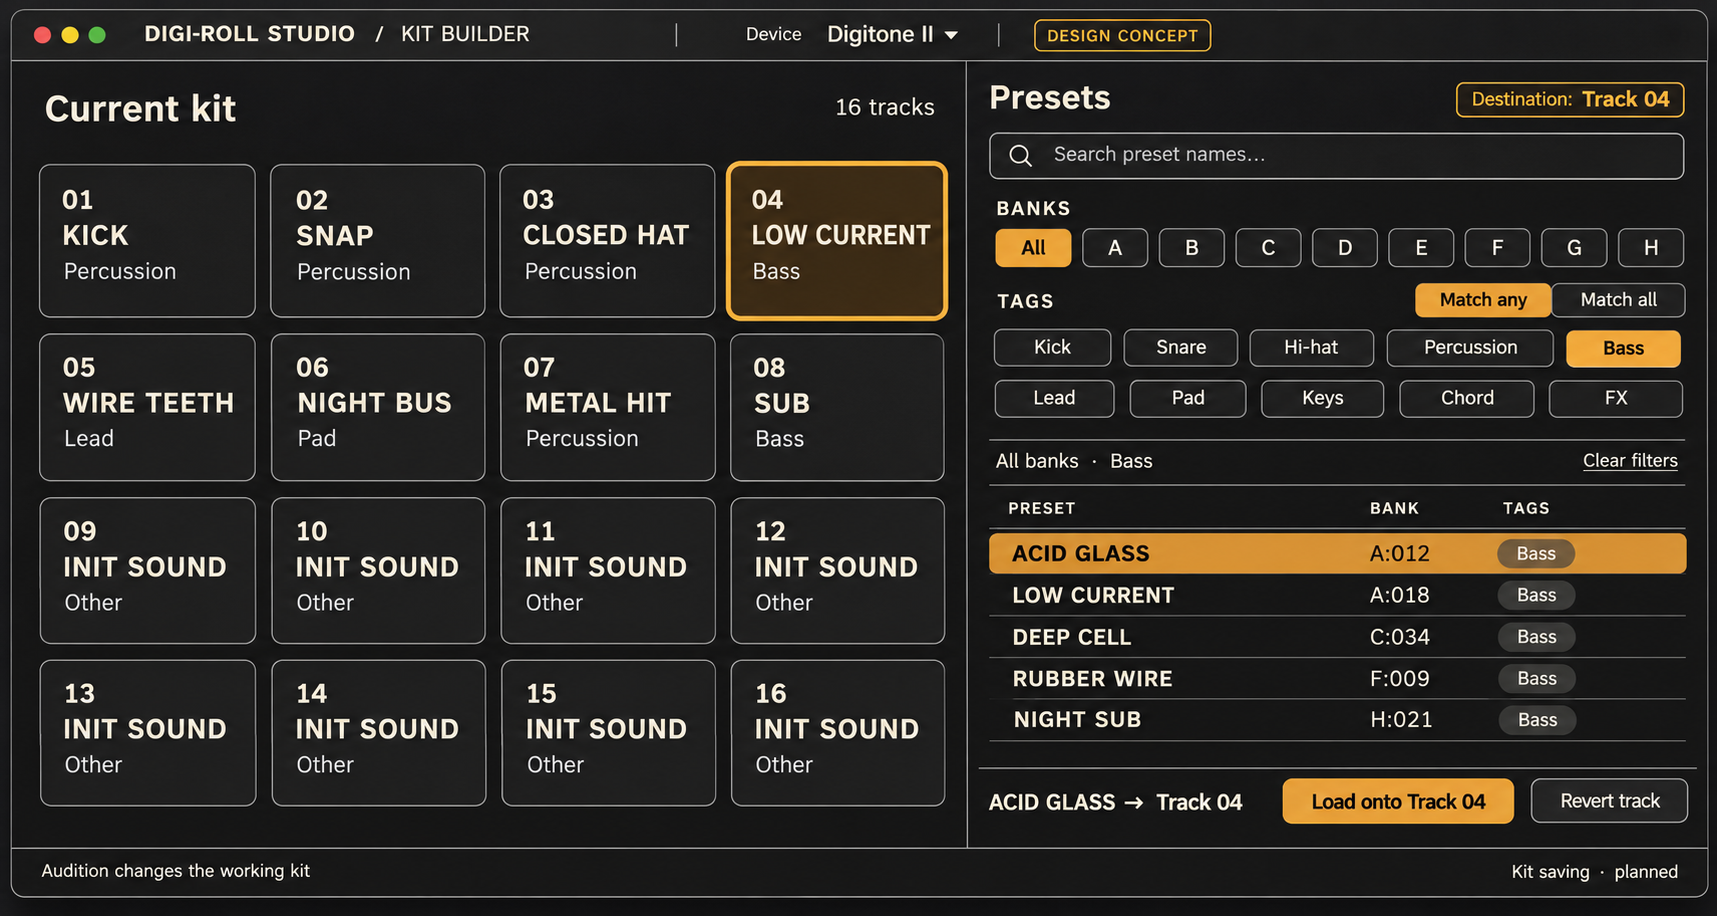 DIGI-ROLL STUDIO / KIT BUILDER
Device Digitone II
DESIGN CONCEPT
Current kit
16 tracks
01
KICK
Percussion
02
SNAP
Percussion
03
CLOSED HAT
Percussion
04
LOW CURRENT
Bass
05
WIRE TEETH
Lead
06
NIGHT BUS
Pad
07
METAL HIT
Percussion
08
SUB
Bass
09
INIT SOUND
Other
10
INIT SOUND
Other
11
INIT SOUND
Other
12
INIT SOUND
Other
13
INIT SOUND
Other
14
INIT SOUND
Other
15
INIT SOUND
Other
16
INIT SOUND
Other
Presets
Destination: Track 04
Search preset names...
BANKS
All A B C D E F G H
TAGS
Match any Match all
Kick Snare Hi-hat Percussion Bass
Lead Pad Keys Chord FX
All banks · Bass
Clear filters
PRESET BANK TAGS
ACID GLASS A:012 Bass
LOW CURRENT A:018 Bass
DEEP CELL C:034 Bass
RUBBER WIRE F:009 Bass
NIGHT SUB H:021 Bass
ACID GLASS → Track 04
Load onto Track 04
Revert track
Audition changes the working kit
Kit saving · planned